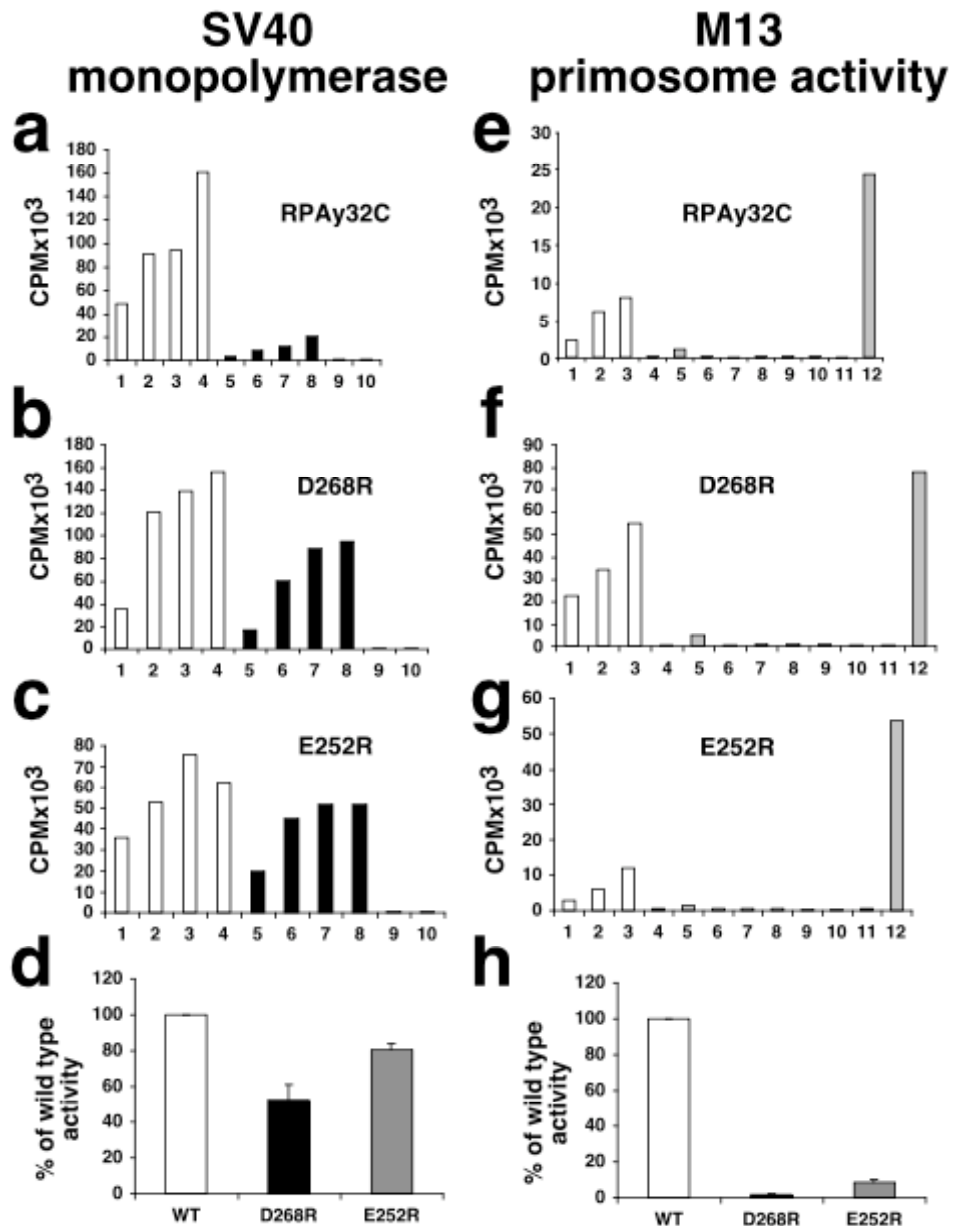 SV40
monopolymerase
M13
primosome activity
a
CPMx10³
180
160
140
120
100
80
60
40
20
0
RPAy32C
1 2 3 4 5 6 7 8 9 10
e
CPMx10³
30
25
20
15
10
5
0
RPAy32C
1 2 3 4 5 6 7 8 9 10 11 12
b
CPMx10³
180
160
140
120
100
80
60
40
20
0
D268R
1 2 3 4 5 6 7 8 9 10
f
CPMx10³
90
80
70
60
50
40
30
20
10
0
D268R
1 2 3 4 5 6 7 8 9 10 11 12
c
CPMx10³
80
70
60
50
40
30
20
10
0
E252R
1 2 3 4 5 6 7 8 9 10
g
CPMx10³
60
50
40
30
20
10
0
E252R
1 2 3 4 5 6 7 8 9 10 11 12
d
% of wild type
activity
120
100
80
60
40
20
0
WT D268R E252R
h
% of wild type
activity
120
100
80
60
40
20
0
WT D268R E252R